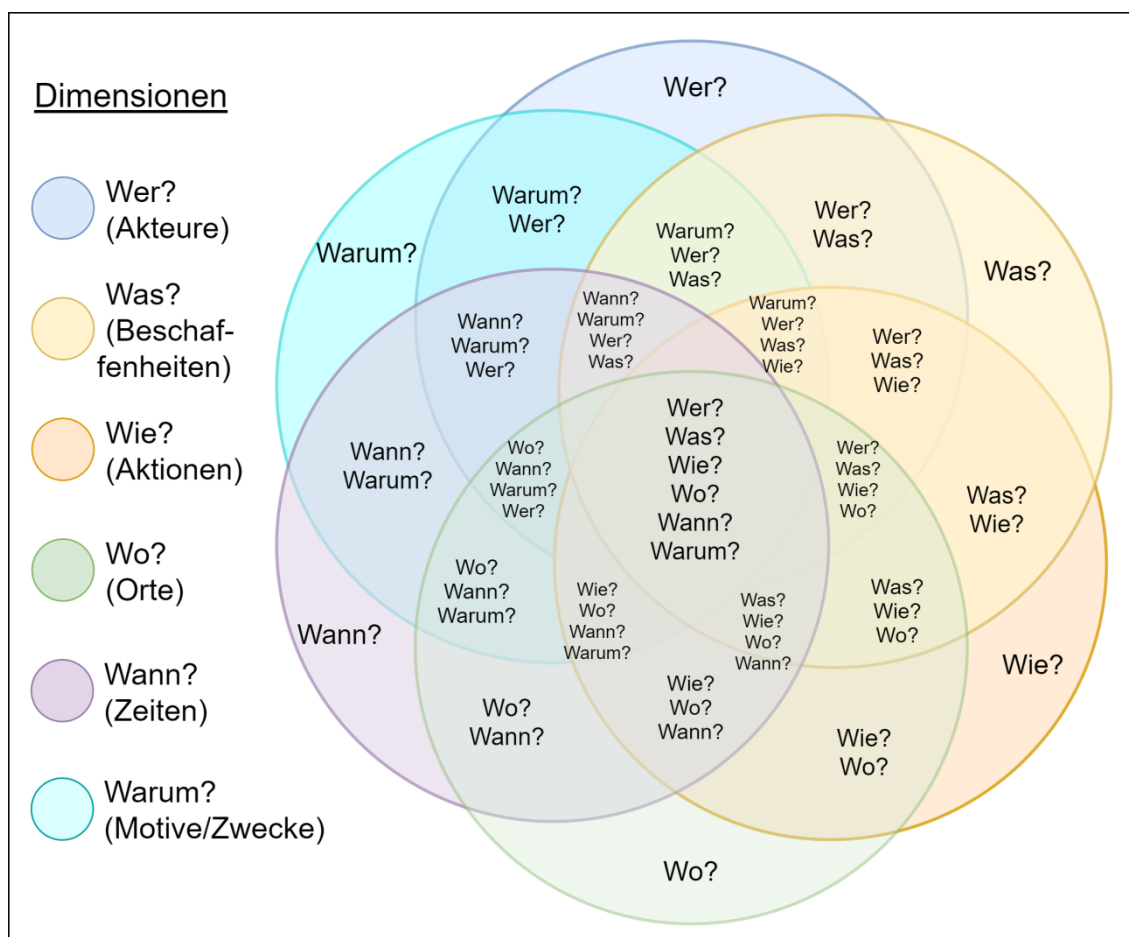 Dimensionen
Wer?
(Akteure)
Was?
(Beschaf-
fenheiten)
Wie?
(Aktionen)
Wo?
(Orte)
Wann?
(Zeiten)
Warum?
(Motive/Zwecke)
Wer?
Warum?
Wer?
Wer?
Was?
Warum?
Warum?
Wer?
Was?
Was?
Wann?
Warum?
Wer?
Wann?
Warum?
Wer?
Was?
Warum?
Wer?
Was?
Wie?
Wer?
Was?
Wie?
Wann?
Warum?
Wo?
Wann?
Warum?
Wer?
Wer?
Was?
Wie?
Wo?
Wann?
Warum?
Wer?
Was?
Wie?
Wo?
Was?
Wie?
Wo?
Wann?
Warum?
Wie?
Wo?
Wann?
Warum?
Was?
Wie?
Wo?
Wann?
Was?
Wie?
Wo?
Wann?
Wie?
Wo?
Wann?
Wie?
Wo?
Wann?
Wie?
Wo?
Wo?